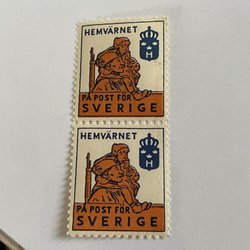 HEMVÄRNET
H
PÅ POST FÖR
SVERIGE
HEMVÄRNET
H
PÅ POST FÖR
SVERIGE